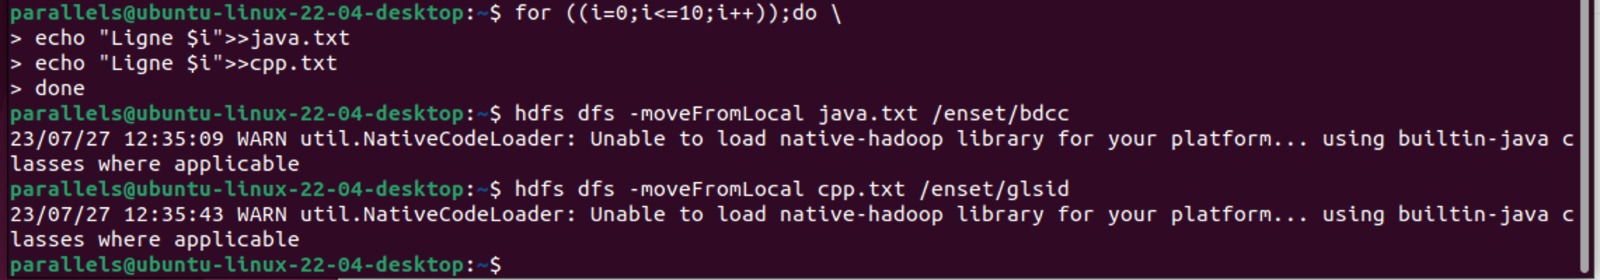 parallels@ubuntu-linux-22-04-desktop:~$ for ((i=0;i<=10;i++));do \
> echo "Ligne $i">>java.txt
> echo "Ligne $i">>cpp.txt
> done
parallels@ubuntu-linux-22-04-desktop:~$ hdfs dfs -moveFromLocal java.txt /enset/bdcc
23/07/27 12:35:09 WARN util.NativeCodeLoader: Unable to load native-hadoop library for your platform... using builtin-java c
lasses where applicable
parallels@ubuntu-linux-22-04-desktop:~$ hdfs dfs -moveFromLocal cpp.txt /enset/glsid
23/07/27 12:35:43 WARN util.NativeCodeLoader: Unable to load native-hadoop library for your platform... using builtin-java c
lasses where applicable
parallels@ubuntu-linux-22-04-desktop:~$